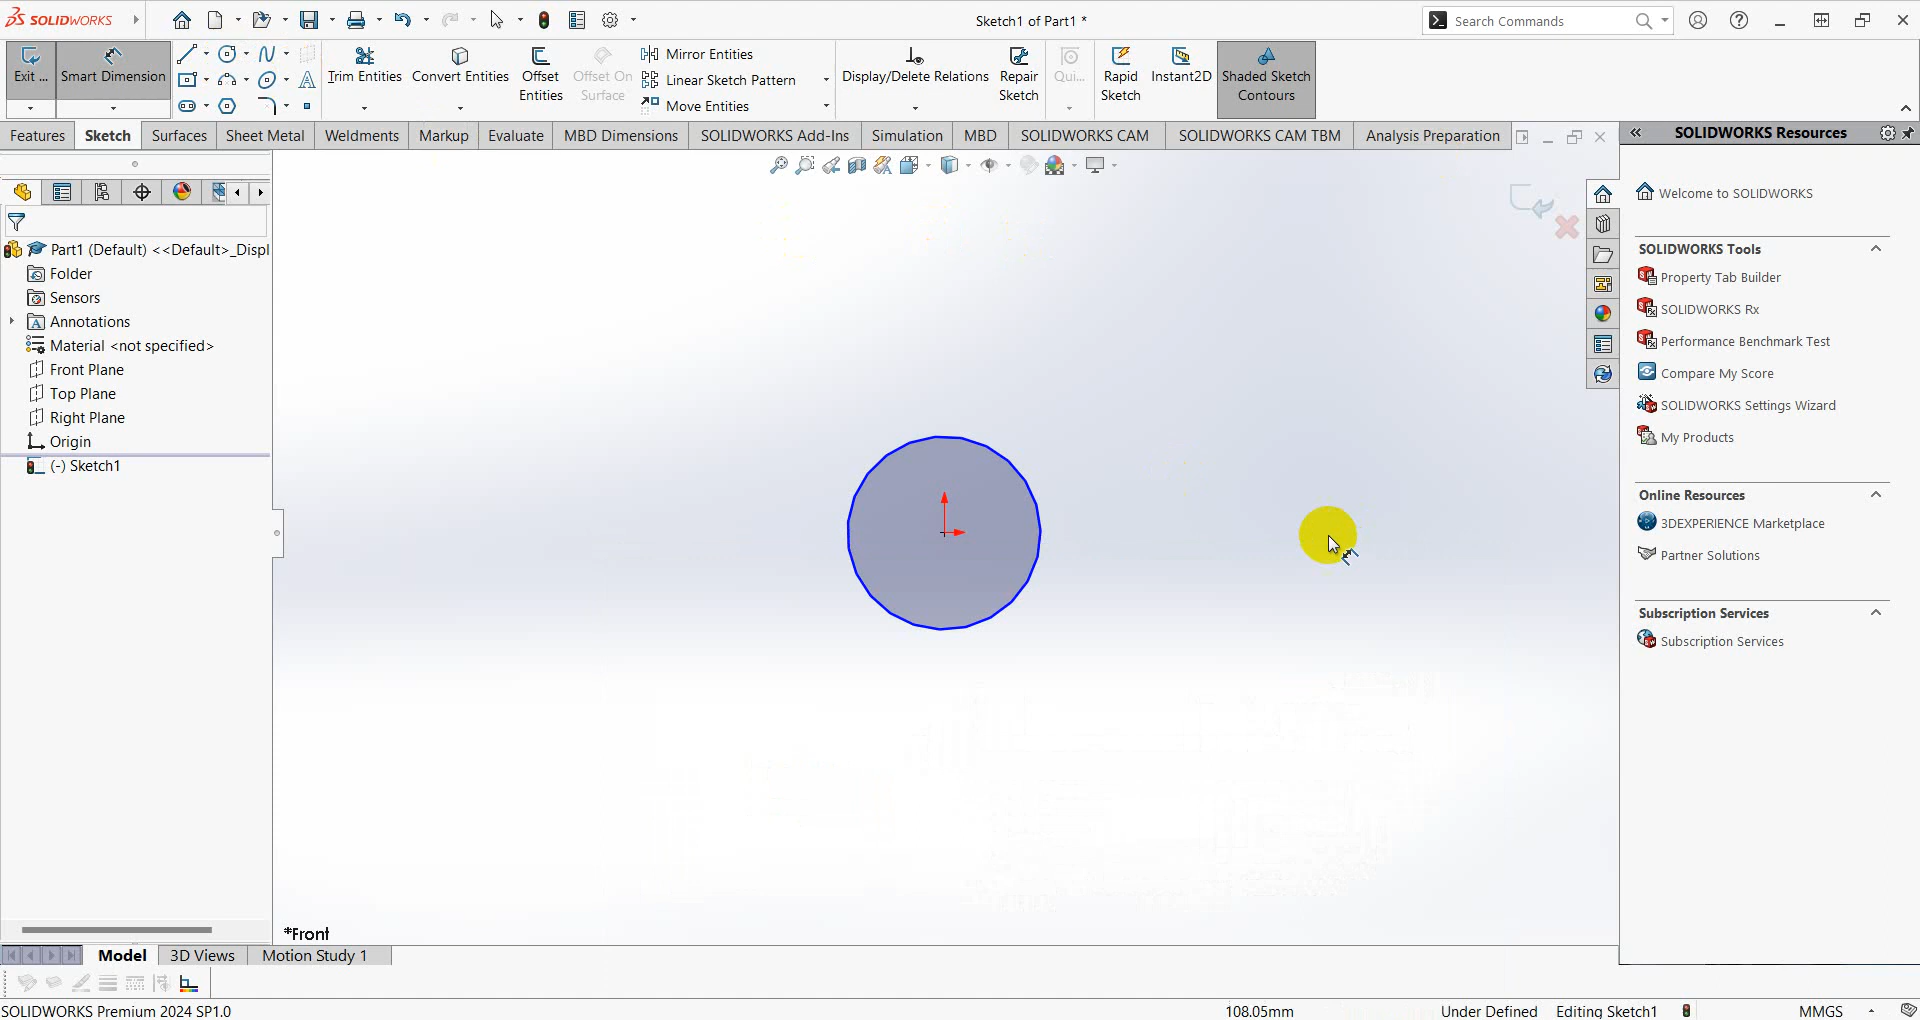 SOLIDWORKS
Sketch1 of Part1 *
Search Commands
Exit ...
Smart Dimension
Trim Entities
Convert Entities
Offset
Entities
Offset On
Surface
Mirror Entities
Linear Sketch Pattern
Move Entities
Display/Delete Relations
Repair
Sketch
Qui...
Rapid
Sketch
Instant2D
Shaded Sketch
Contours
Features
Sketch
Surfaces
Sheet Metal
Weldments
Markup
Evaluate
MBD Dimensions
SOLIDWORKS Add-Ins
Simulation
MBD
SOLIDWORKS CAM
SOLIDWORKS CAM TBM
Analysis Preparation
Part1 (Default) <<Default>_Displ
Folder
Sensors
Annotations
Material <not specified>
Front Plane
Top Plane
Right Plane
Origin
(-) Sketch1
*Front
SOLIDWORKS Resources
Welcome to SOLIDWORKS
SOLIDWORKS Tools
Property Tab Builder
SOLIDWORKS Rx
Performance Benchmark Test
Compare My Score
SOLIDWORKS Settings Wizard
My Products
Online Resources
3DEXPERIENCE Marketplace
Partner Solutions
Subscription Services
Subscription Services
Model
3D Views
Motion Study 1
SOLIDWORKS Premium 2024 SP1.0
108.05mm
Under Defined
Editing Sketch1
MMGS